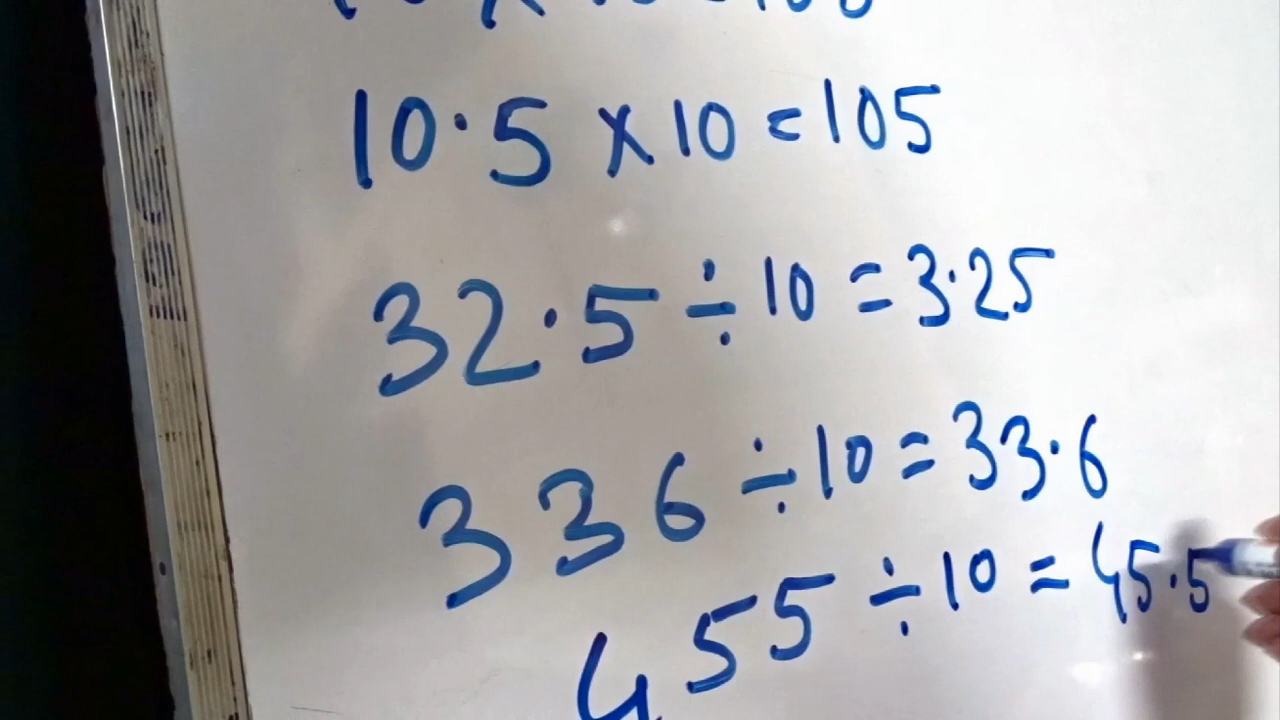 10·5 × 10 = 105
32·5 ÷ 10 = 3·25
336 ÷ 10 = 33·6
455 ÷ 10 = 45·5